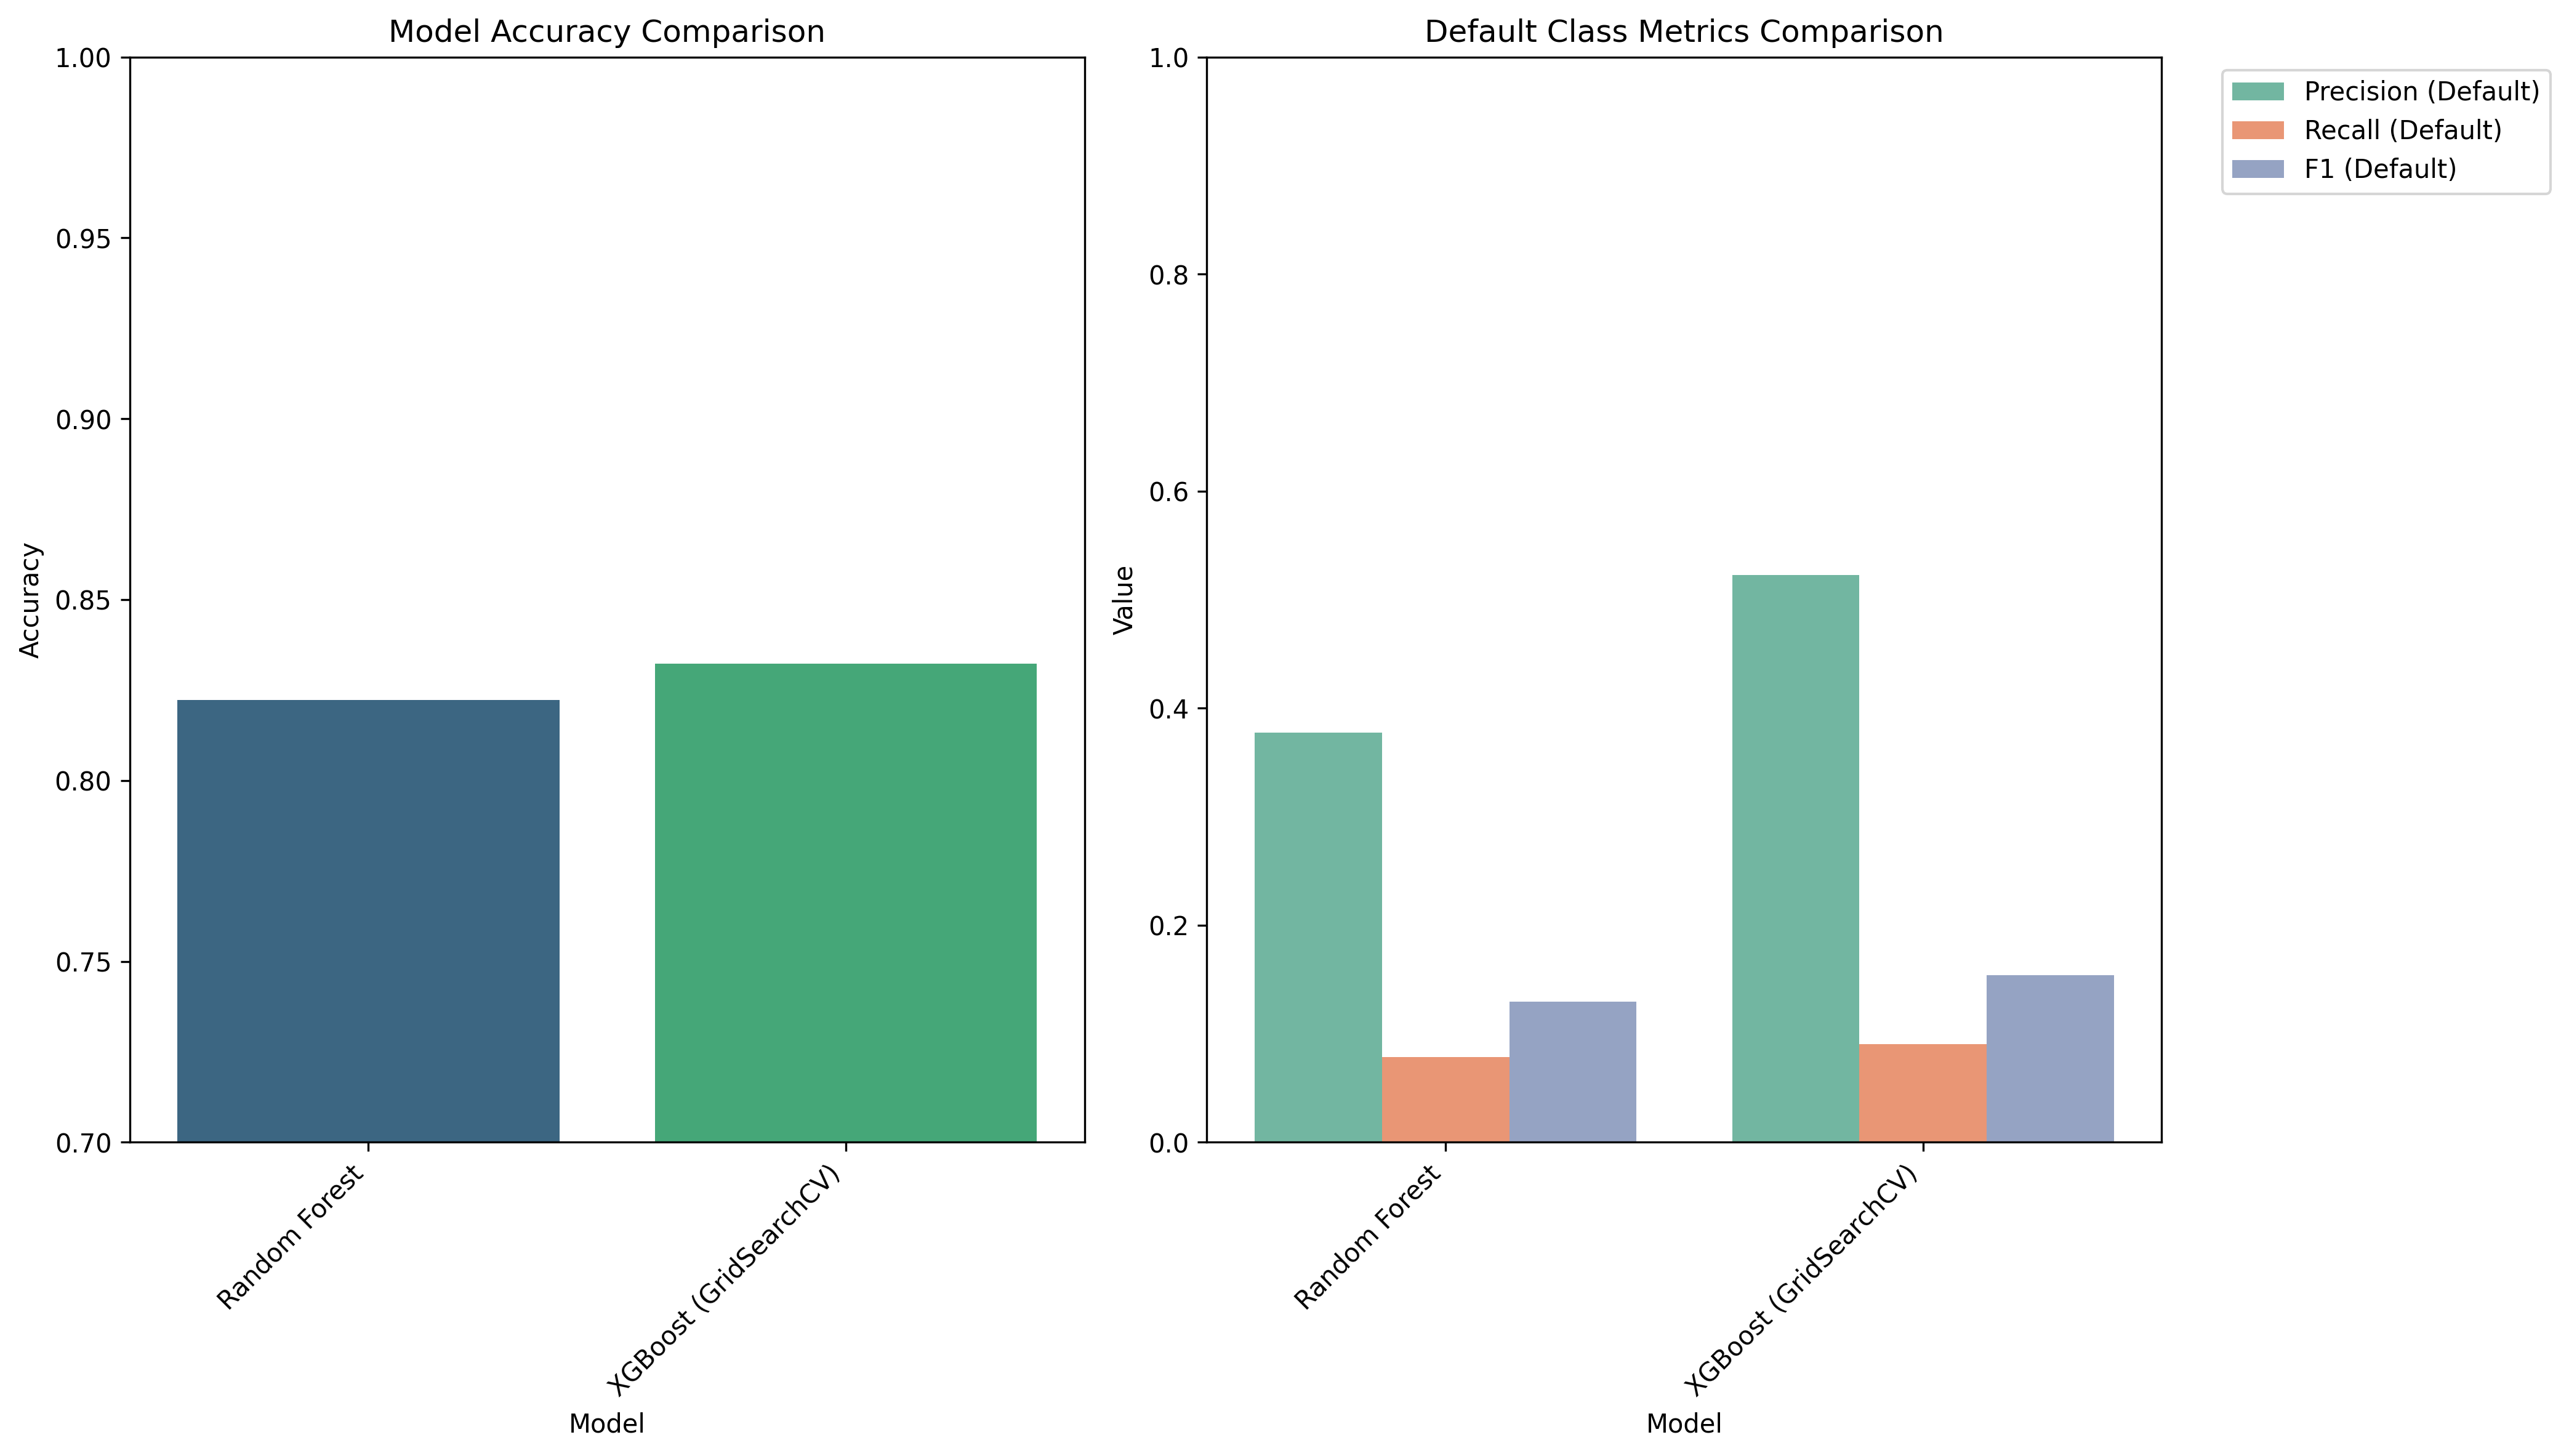 Model Accuracy Comparison
1.00
0.95
0.90
0.85
0.80
0.75
0.70
Accuracy
Random Forest
XGBoost (GridSearchCV)
Model
Default Class Metrics Comparison
1.0
0.8
0.6
0.4
0.2
0.0
Value
Random Forest
XGBoost (GridSearchCV)
Model
Precision (Default)
Recall (Default)
F1 (Default)